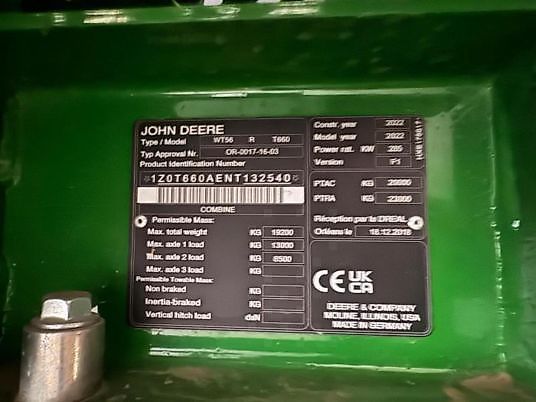 JOHN DEERE
Type / Model WT56 R T660
Typ Approval Nr. OR-0017-16-03
Product Identification Number
*1Z0T660AENT132540*
COMBINE
Permissible Mass:
Max. total weight KG 19200
Max. axle 1 load KG 13000
Max. axle 2 load KG 8500
Max. axle 3 load KG
Permissible Towable Mass:
Non braked KG
Inertia-braked KG
Vertical hitch load daN
Constr. year 2022
Model year 2022
Power rat. KW 285
Version IF1
PTAC KG
PTRA KG
Réception par le DREAL
Orléans le 18.12.2018
CE UK
CA
DEERE & COMPANY
MOLINE, ILLINOIS, USA
MADE IN GERMANY